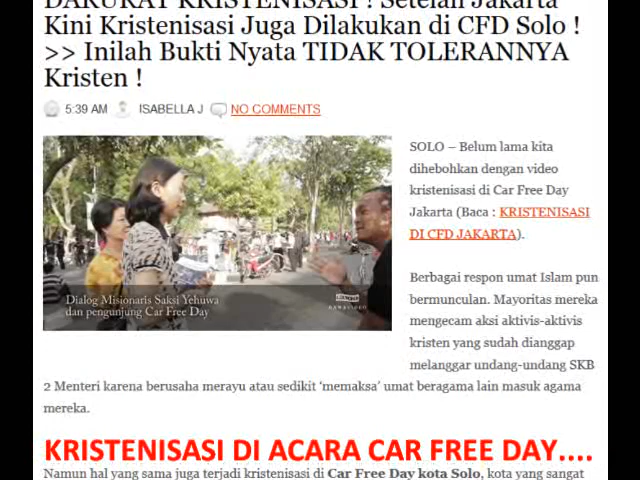 DARURAT KRISTENISASI ! Setelah Jakarta
Kini Kristenisasi Juga Dilakukan di CFD Solo !
>> Inilah Bukti Nyata TIDAK TOLERANNYA
Kristen !
5:39 AM ISABELLA J NO COMMENTS
SOLO – Belum lama kita
dihebohkan dengan video
kristenisasi di Car Free Day
Jakarta (Baca : KRISTENISASI
DI CFD JAKARTA).
Berbagai respon umat Islam pun
bermunculan. Mayoritas mereka
mengecam aksi aktivis-aktivis
kristen yang sudah dianggap
melanggar undang-undang SKB
Dialog Misionaris Saksi Yehuwa
dan pengunjung Car Free Day
2 Menteri karena berusaha merayu atau sedikit ‘memaksa’ umat beragama lain masuk agama
mereka.
KRISTENISASI DI ACARA CAR FREE DAY....
Namun hal yang sama juga terjadi kristenisasi di Car Free Day kota Solo, kota yang sangat